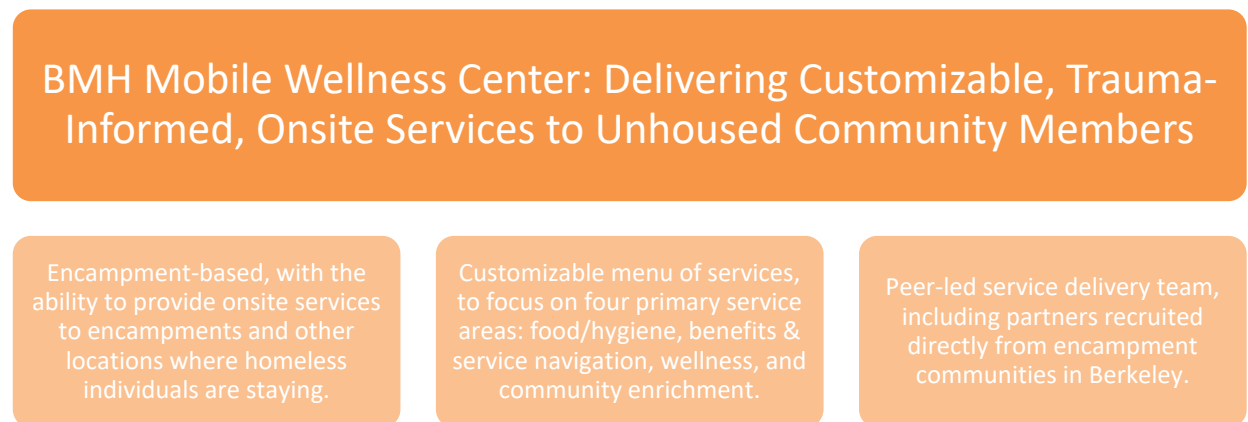 BMH Mobile Wellness Center: Delivering Customizable, Trauma-
Informed, Onsite Services to Unhoused Community Members
Encampment-based, with the
ability to provide onsite services
to encampments and other
locations where homeless
individuals are staying.
Customizable menu of services,
to focus on four primary service
areas: food/hygiene, benefits &
service navigation, wellness, and
community enrichment.
Peer-led service delivery team,
including partners recruited
directly from encampment
communities in Berkeley.